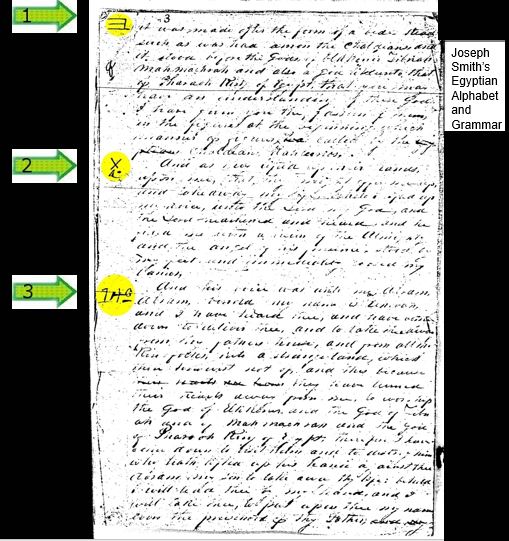 1
2
3
Joseph
Smith's
Egyptian
Alphabet
and
Grammar
3
it was made after the form of a bedstead
such as was had among the Chaldeans and
it stood before the Gods of Elkkener Zibnah
Mahmachrah and also a God like unto that
of Pharaoh King of Egypt that you may
have an understanding of these Gods
I have given you the fassion of them
in the figures at the beginning which
manner of figures is called by the
Chaldeans
And as they lifted up their hands
upon me, that they might offer me up
and take away my life, behold I lifted up
my voice unto the Lord my God, and
the Lord hearkened and heard, and he
filled me with a vision of the Almighty
and the angel of his presence stood by
my feet and immediately loosed my
bands.
And his voice was unto me Abram
Abram, behold my name is
and I have heard thee, and have come
down to deliver thee, and to take thee away
from thy fathers house, and from all thy
kin folks, into a strange land, which
thou knowest not of, and this because
they have turned
their hearts away from me, to worship
the God of Elkkener, and the God of Zibnah
and of Mahmachrah and the God
of Pharaoh King of Egypt therefore I have
come down to visit them and to destroy him
who hath lifted up his hand against thee
Abram my son to take away thy life: behold
I will lead thee by my hand, and I
will take thee, to put upon thee my name
even the priesthood of thy Father, and my